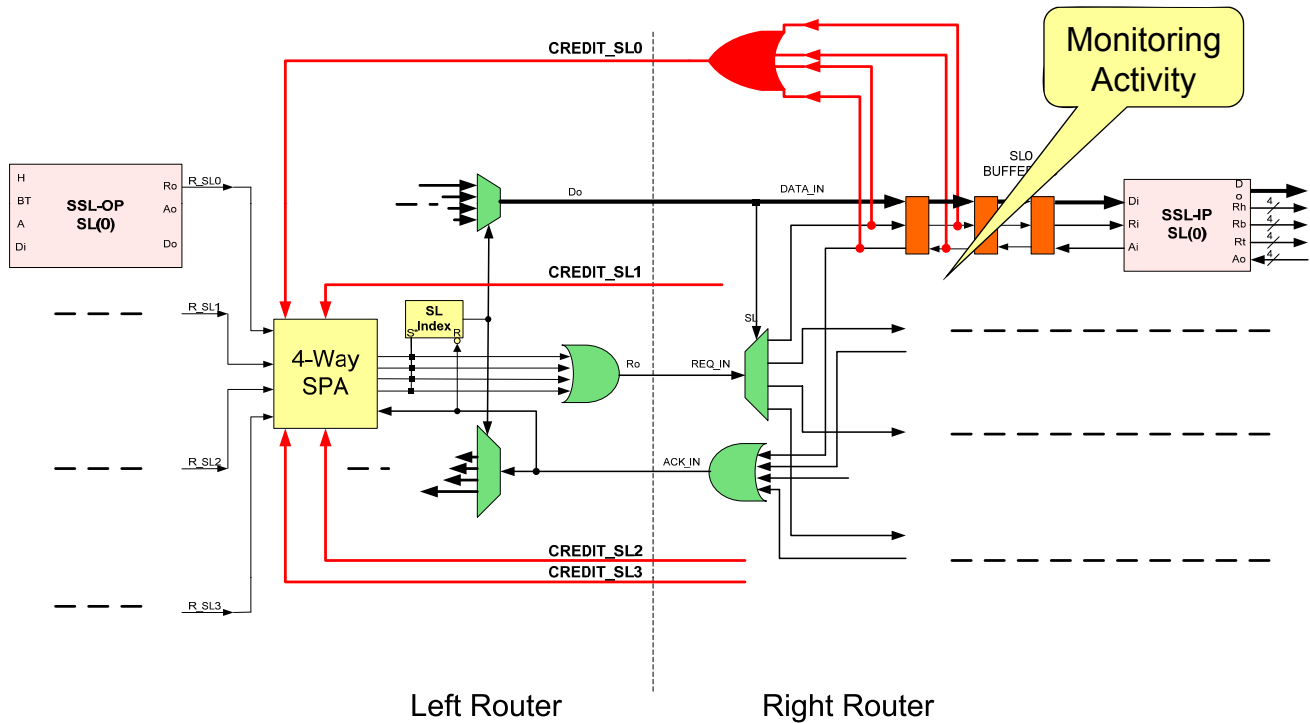 CREDIT_SL0
Monitoring
Activity
H
BT
A
Di
SSL-OP
SL(0)
Ro
Ao
Do
R_SL0
Do
DATA_IN
SL0
BUFFE
Di
Ri
Ai
SSL-IP
SL(0)
D
o
Rh
Rb
Rt
Ao
4
4
4
4
CREDIT_SL1
R_SL1
SL
Index
S
R
o
SL
4-Way
SPA
Ro
REQ_IN
R_SL2
ACK_IN
CREDIT_SL2
CREDIT_SL3
R_SL3
Left Router
Right Router